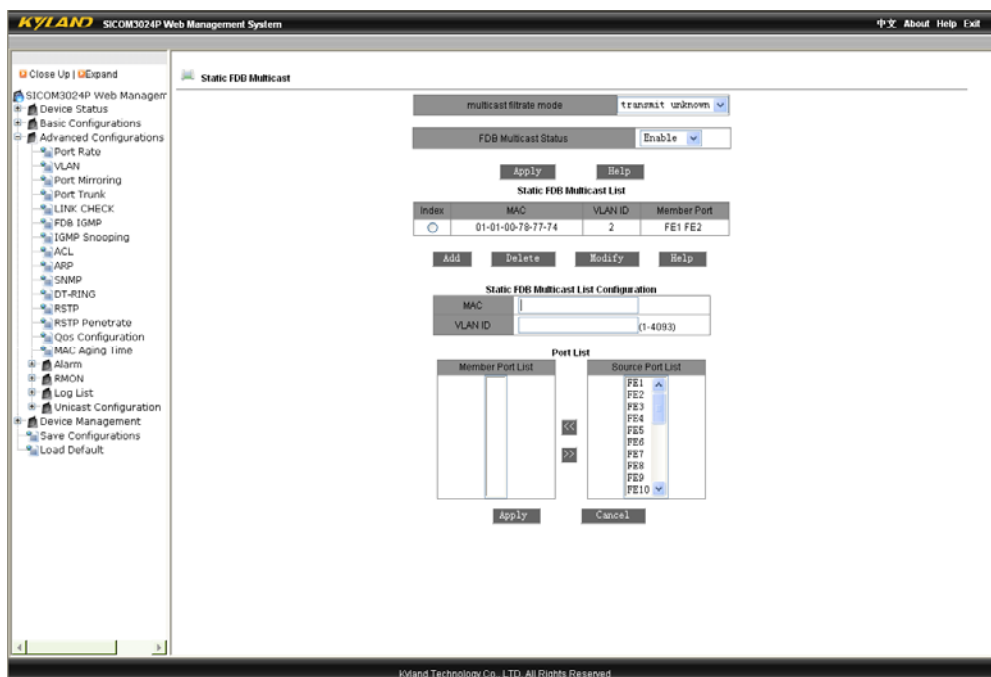 KYLAND SICOM3024P Web Management System
中文 About Help Exit
Close Up | Expand
SICOM3024P Web Managem
Device Status
Basic Configurations
Advanced Configurations
Port Rate
VLAN
Port Mirroring
Port Trunk
LINK CHECK
FDB IGMP
IGMP Snooping
ACL
ARP
SNMP
DT-RING
RSTP
RSTP Penetrate
Qos Configuration
MAC Aging Time
Alarm
RMON
Log List
Unicast Configuration
Device Management
Save Configurations
Load Default
Static FDB Multicast
multicast filtrate mode transmit unknown
FDB Multicast Status Enable
Apply Help
Static FDB Multicast List
Index MAC VLAN ID Member Port
01-01-00-78-77-74 2 FE1 FE2
Add Delete Modify Help
Static FDB Multicast List Configuration
MAC
VLAN ID (1-4093)
Port List
Member Port List Source Port List
FE1
FE2
FE3
FE4
FE5
FE6
FE7
FE8
FE9
FE10
<<
>>
Apply Cancel
Kyland Technology Co., LTD. All Rights Reserved